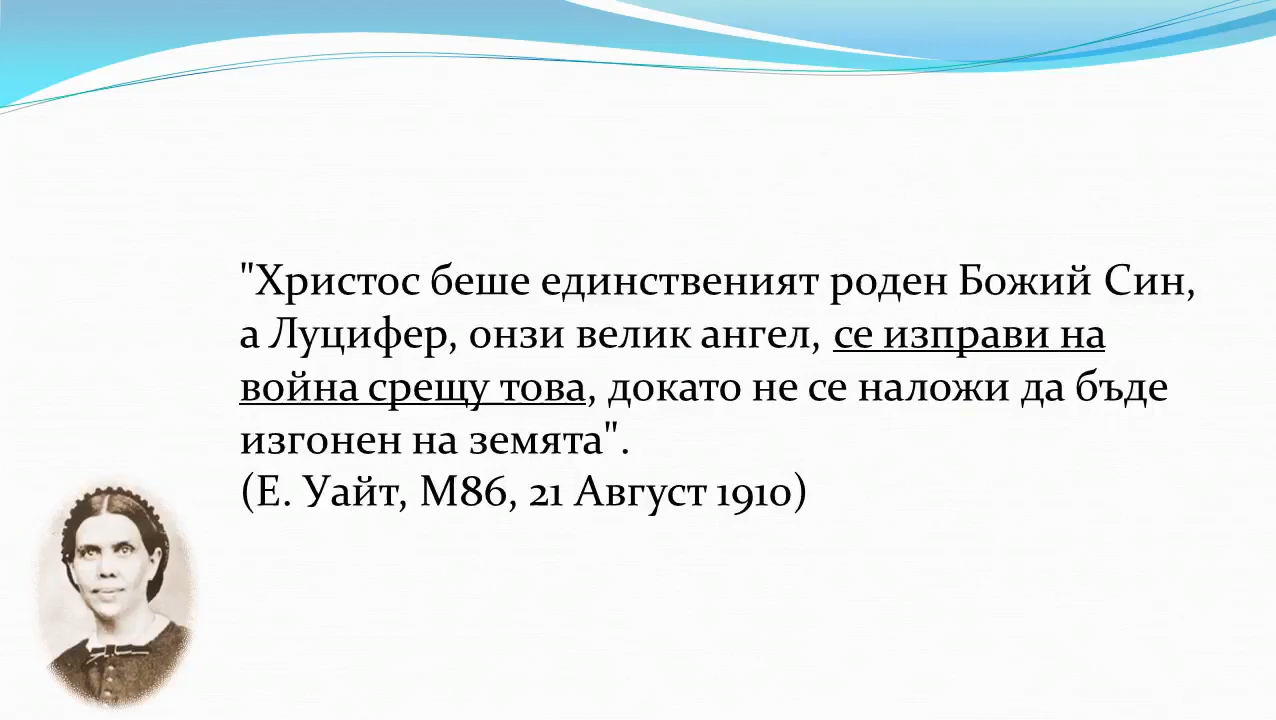 "Христос беше единственият роден Божий Син,
а Луцифер, онзи велик ангел, се изправи на
война срещу това, докато не се наложи да бъде
изгонен на земята".
(Е. Уайт, М86, 21 Август 1910)